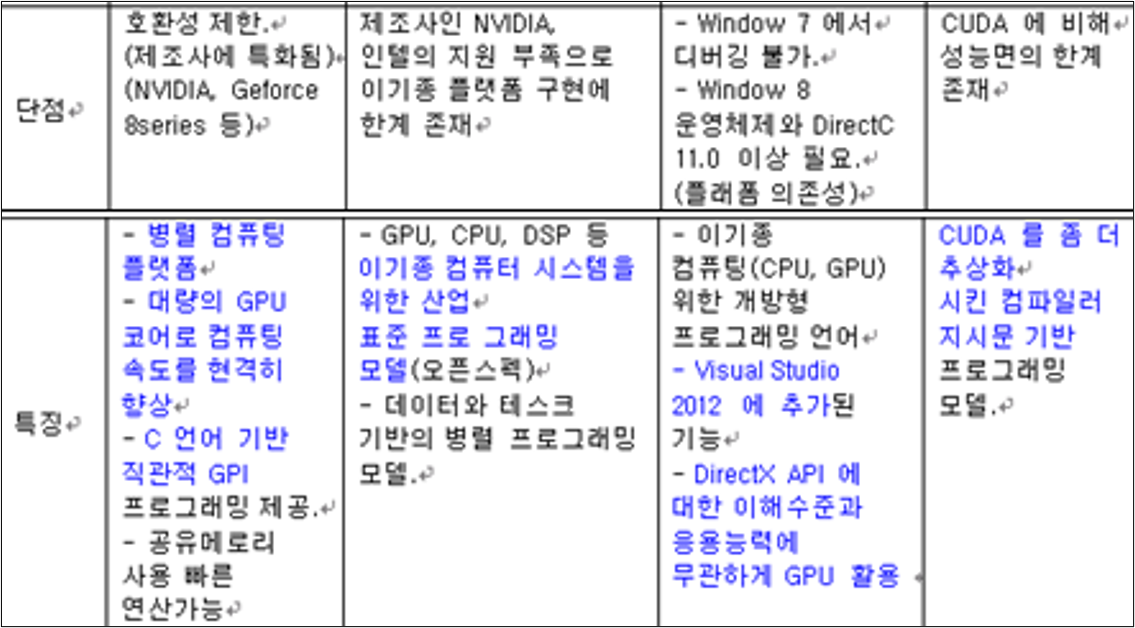 단점
호환성 제한.
(제조사에 특화됨)
(NVIDIA, Geforce
8series 등)
제조사인 NVIDIA,
인텔의 지원 부족으로
이기종 플랫폼 구현에
한계 존재
- Window 7 에서
디버깅 불가.
- Window 8
운영체제와 DirectC
11.0 이상 필요.
(플래폼 의존성)
CUDA 에 비해
성능면의 한계
존재
특징
- 병렬 컴퓨팅
플랫폼
- 대량의 GPU
코어로 컴퓨팅
속도를 현격히
향상
- C 언어 기반
직관적 GPI
프로그래밍 제공.
- 공유메로리
사용 빠른
연산가능
- GPU, CPU, DSP 등
이기종 컴퓨터 시스템을
위한 산업
표준 프로 그래밍
모델(오픈스펙)
- 데이터와 테스크
기반의 병렬 프로그래밍
모델.
- 이기종
컴퓨팅(CPU, GPU)
위한 개방형
프로그래밍 언어
- Visual Studio
2012 에 추가된
기능
- DirectX API 에
대한 이해수준과
응용능력에
무관하게 GPU 활용
CUDA 를 좀 더
추상화
시킨 컴파일러
지시문 기반
프로그래밍
모델.